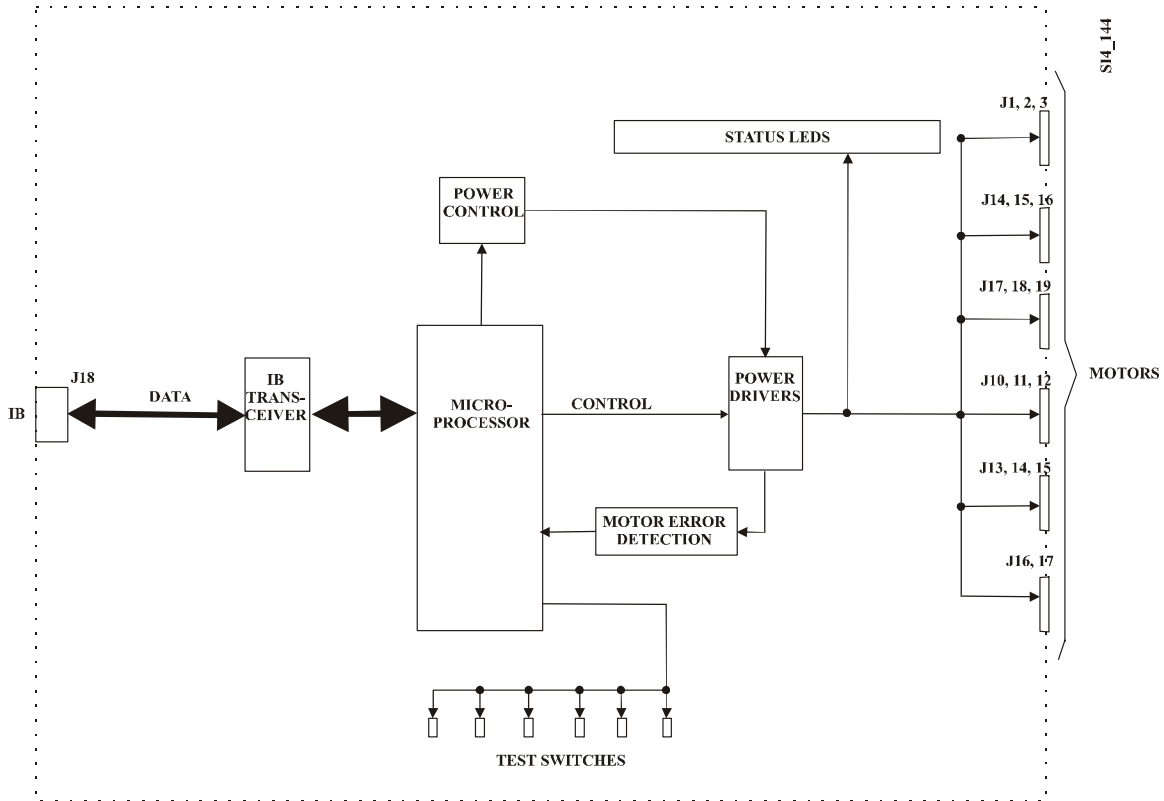 SI4_144
J1, 2, 3
STATUS LEDS
POWER
CONTROL
J14, 15, 16
J17, 18, 19
J18
IB
DATA
IB
TRANS-
CEIVER
MICRO-
PROCESSOR
CONTROL
POWER
DRIVERS
J10, 11, 12
MOTORS
J13, 14, 15
MOTOR ERROR
DETECTION
J16, 17
TEST SWITCHES